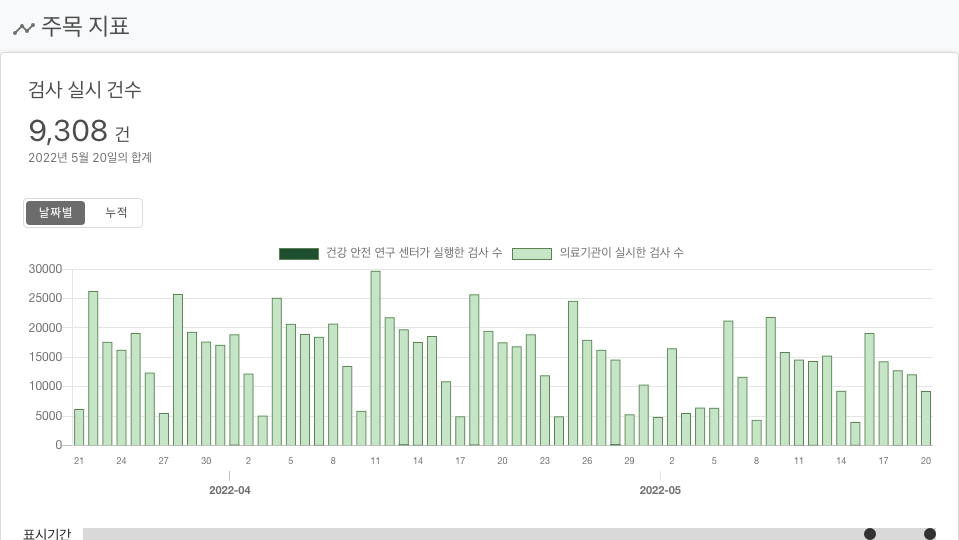 주목 지표
검사 실시 건수
9,308 건
2022년 5월 20일의 합계
날짜별 누적
건강 안전 연구 센터가 실행한 검사 수 의료기관이 실시한 검사 수
30000
25000
20000
15000
10000
5000
0
21 24 27 30 2 5 8 11 14 17 20 23 26 29 2 5 8 11 14 17 20
2022-04 2022-05
표시기간